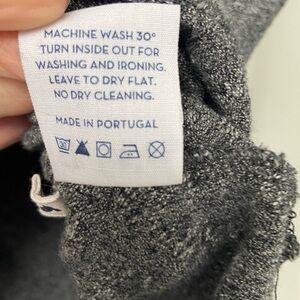 MACHINE WASH 30°
TURN INSIDE OUT FOR
WASHING AND IRONING.
LEAVE TO DRY FLAT.
NO DRY CLEANING.
MADE IN PORTUGAL
30